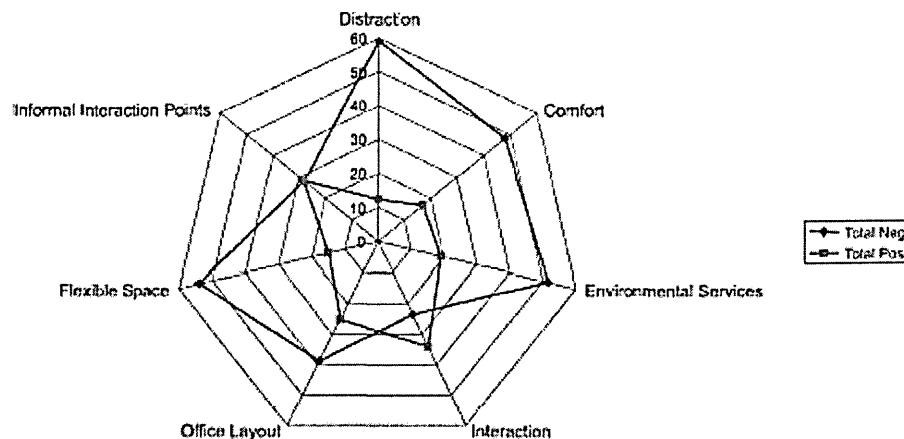 Distraction
60
50
40
30
20
10
0
Informal Interaction Points
Comfort
Flexible Space
Environmental Services
Office Layout
Interaction
Total Neg
Total Pos